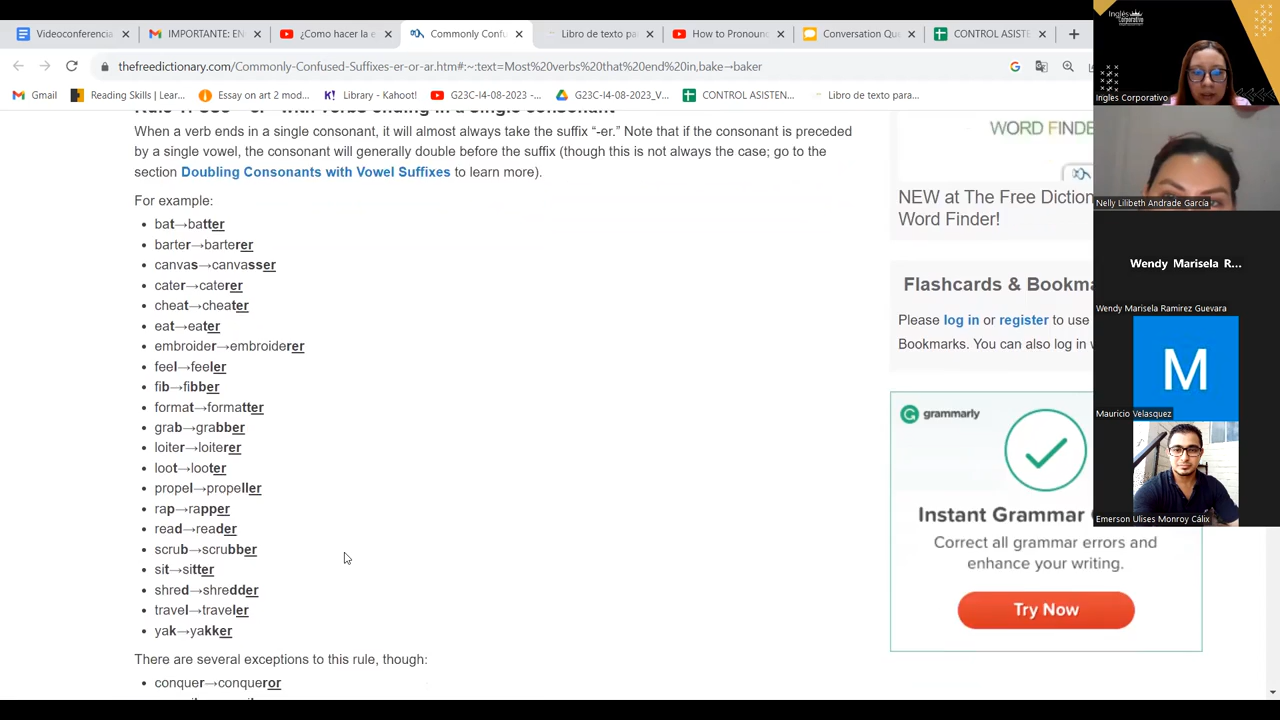 Videoconferencia
IMPORTANTE: EN
¿Como hacer la e
Commonly Confu
Libro de texto pa
How to Pronounc
Conversation Que
CONTROL ASISTE
thefreedictionary.com/Commonly-Confused-Suffixes-er-or-ar.htm#:~:text=Most%20verbs%20that%20end%20in,bake→baker
Gmail
Reading Skills | Lear...
Essay on art 2 mod...
Library - Kahoot!
G23C-I4-08-2023 -...
G23C-I4-08-2023_V...
CONTROL ASISTEN...
Libro de texto para...
When a verb ends in a single consonant, it will almost always take the suffix “-er.” Note that if the consonant is preceded
by a single vowel, the consonant will generally double before the suffix (though this is not always the case; go to the
section Doubling Consonants with Vowel Suffixes to learn more).
For example:
bat→batter
barter→barterer
canvas→canvasser
cater→caterer
cheat→cheater
eat→eater
embroider→embroiderer
feel→feeler
fib→fibber
format→formatter
grab→grabber
loiter→loiterer
loot→looter
propel→propeller
rap→rapper
read→reader
scrub→scrubber
sit→sitter
shred→shredder
travel→traveler
yak→yakker
There are several exceptions to this rule, though:
conquer→conqueror
WORD FINDE
NEW at The Free Diction
Word Finder!
Flashcards & Bookma
Please log in or register to use
Bookmarks. You can also log in
grammarly
Instant Grammar
Correct all grammar errors and
enhance your writing.
Try Now
Inglés
Corporativo
Ingles Corporativo
Nelly Lilibeth Andrade García
Wendy Marisela R...
Wendy Marisela Ramirez Guevara
M
Mauricio Velasquez
Emerson Ulises Monroy Cálix